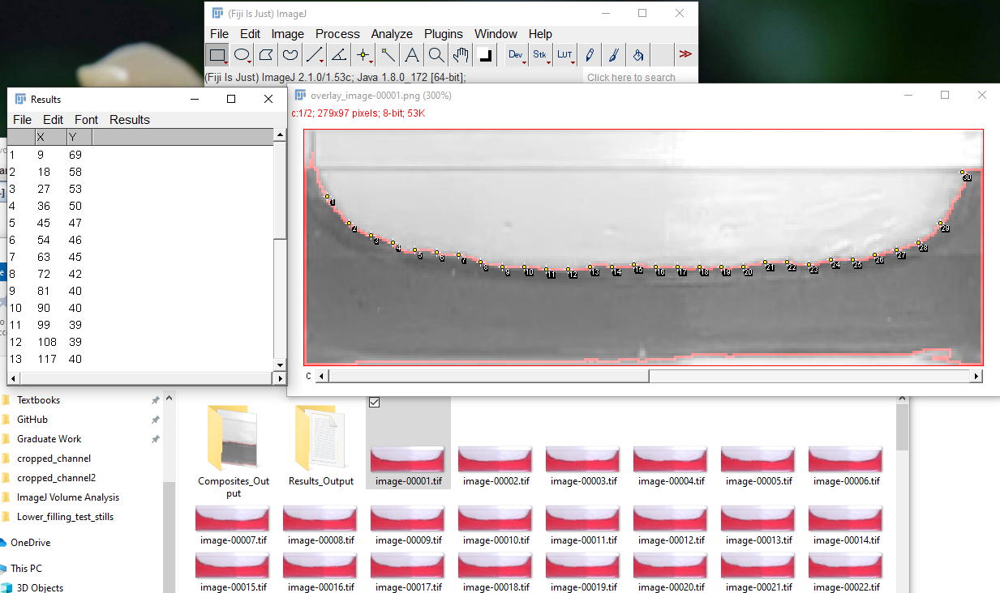 (Fiji Is Just) ImageJ
File Edit Image Process Analyze Plugins Window Help
Dev Stk LUT >>
(Fiji Is Just) ImageJ 2.1.0/1.53c; Java 1.8.0_172 [64-bit];
Click here to search
Results
File Edit Font Results
X Y
1 9 69
2 18 58
3 27 53
4 36 50
5 45 47
6 54 46
7 63 45
8 72 42
9 81 40
10 90 40
11 99 39
12 108 39
13 117 40
overlay_image-00001.png (300%)
c:1/2; 279x97 pixels; 8-bit; 53K
1 2 3 4 5 6 7 8 9 10 11 12 13 14 15 16 17 18 19 20 21 22 23 24 25 26 27 28 29 30
c
Textbooks
GitHub
Graduate Work
cropped_channel
cropped_channel2
ImageJ Volume Analysis
Lower_filling_test_stills
OneDrive
This PC
3D Objects
Composites_Out
put
Results_Output
image-00001.tif
image-00002.tif
image-00003.tif
image-00004.tif
image-00005.tif
image-00006.tif
image-00007.tif
image-00008.tif
image-00009.tif
image-00010.tif
image-00011.tif
image-00012.tif
image-00013.tif
image-00014.tif
image-00015.tif
image-00016.tif
image-00017.tif
image-00018.tif
image-00019.tif
image-00020.tif
image-00021.tif
image-00022.tif